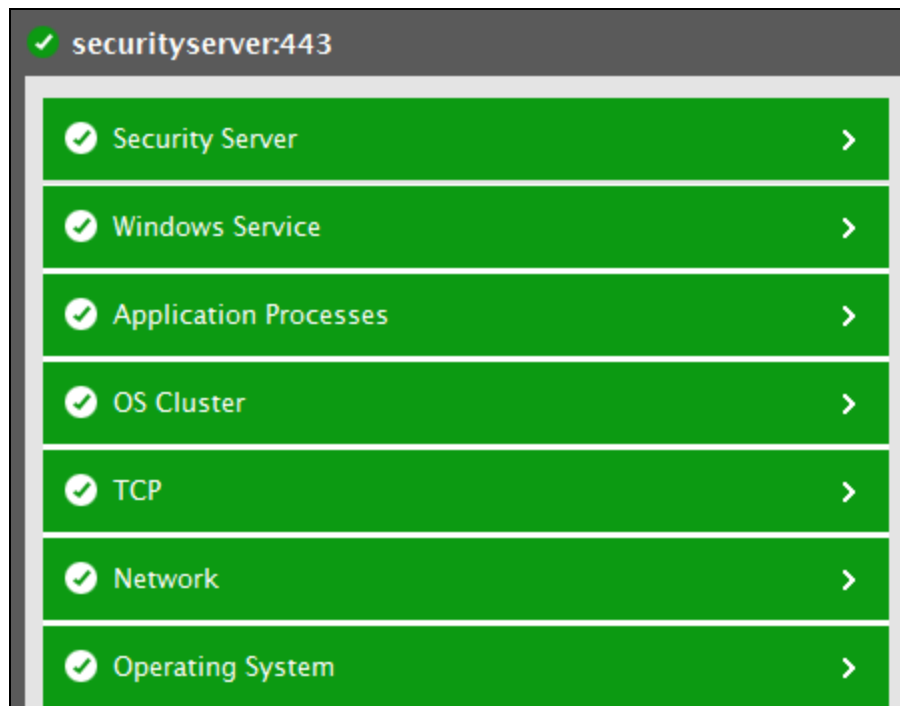 securityserver:443
Security Server
Windows Service
Application Processes
OS Cluster
TCP
Network
Operating System